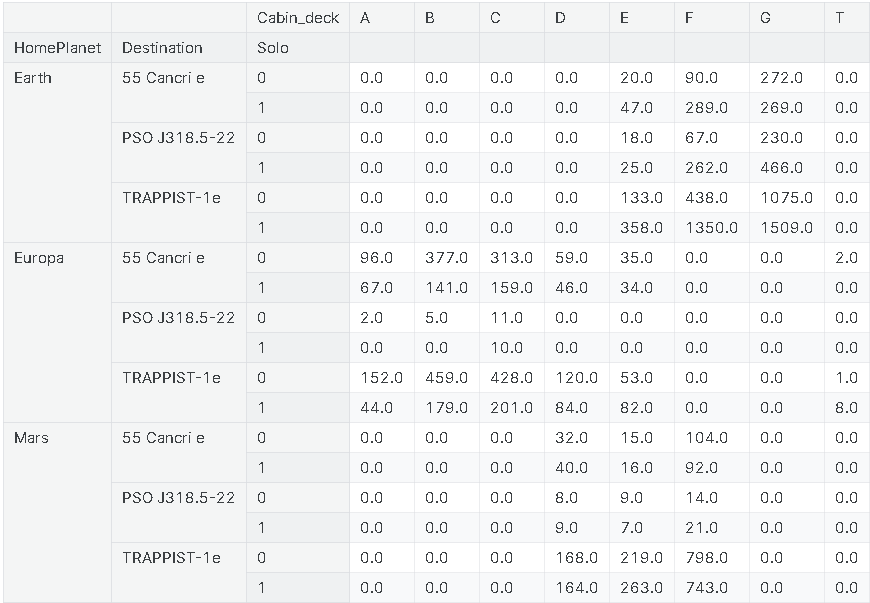 Cabin_deck A B C D E F G T
HomePlanet Destination Solo
Earth 55 Cancri e 0 0.0 0.0 0.0 0.0 20.0 90.0 272.0 0.0
1 0.0 0.0 0.0 0.0 47.0 289.0 269.0 0.0
PSO J318.5-22 0 0.0 0.0 0.0 0.0 18.0 67.0 230.0 0.0
1 0.0 0.0 0.0 0.0 25.0 262.0 466.0 0.0
TRAPPIST-1e 0 0.0 0.0 0.0 0.0 133.0 438.0 1075.0 0.0
1 0.0 0.0 0.0 0.0 358.0 1350.0 1509.0 0.0
Europa 55 Cancri e 0 96.0 377.0 313.0 59.0 35.0 0.0 0.0 2.0
1 67.0 141.0 159.0 46.0 34.0 0.0 0.0 0.0
PSO J318.5-22 0 2.0 5.0 11.0 0.0 0.0 0.0 0.0 0.0
1 0.0 0.0 10.0 0.0 0.0 0.0 0.0 0.0
TRAPPIST-1e 0 152.0 459.0 428.0 120.0 53.0 0.0 0.0 1.0
1 44.0 179.0 201.0 84.0 82.0 0.0 0.0 8.0
Mars 55 Cancri e 0 0.0 0.0 0.0 32.0 15.0 104.0 0.0 0.0
1 0.0 0.0 0.0 40.0 16.0 92.0 0.0 0.0
PSO J318.5-22 0 0.0 0.0 0.0 8.0 9.0 14.0 0.0 0.0
1 0.0 0.0 0.0 9.0 7.0 21.0 0.0 0.0
TRAPPIST-1e 0 0.0 0.0 0.0 168.0 219.0 798.0 0.0 0.0
1 0.0 0.0 0.0 164.0 263.0 743.0 0.0 0.0